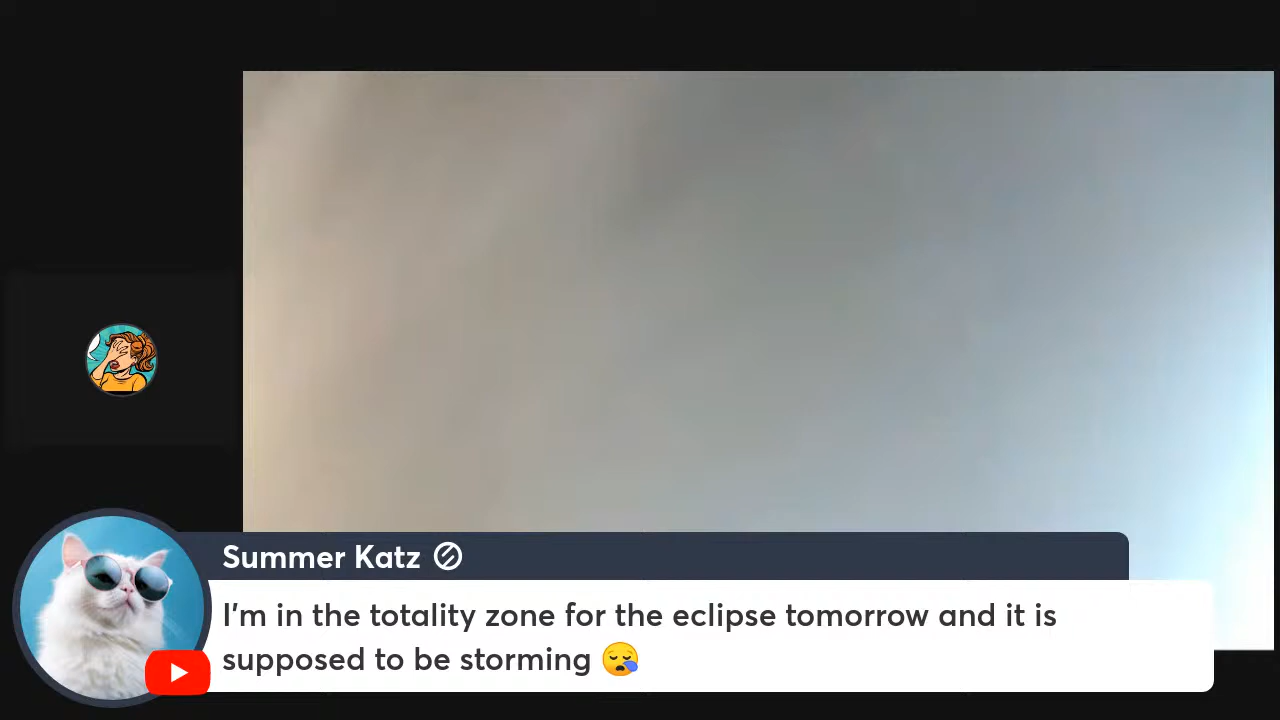 Summer Katz
I'm in the totality zone for the eclipse tomorrow and it is
supposed to be storming 😪